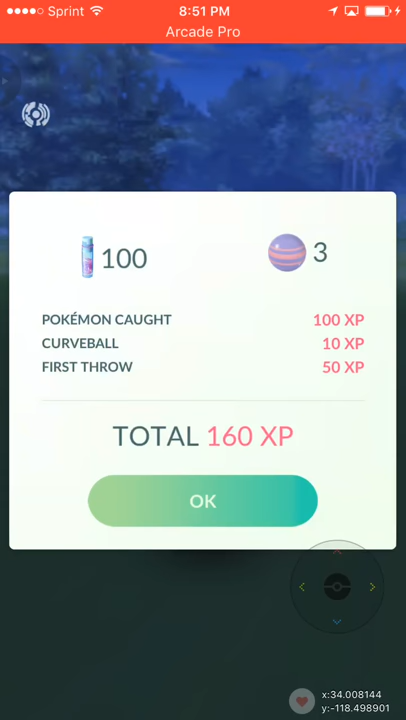 Sprint 8:51 PM
Arcade Pro
100 3
POKÉMON CAUGHT 100 XP
CURVEBALL 10 XP
FIRST THROW 50 XP
TOTAL 160 XP
OK
x:34.008144
y:-118.498901